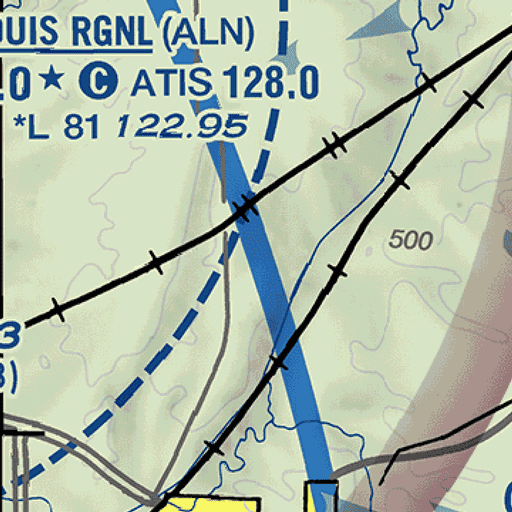 OUIS RGNL (ALN)
.0 ★ C ATIS 128.0
*L 81 122.95
500
3
3)